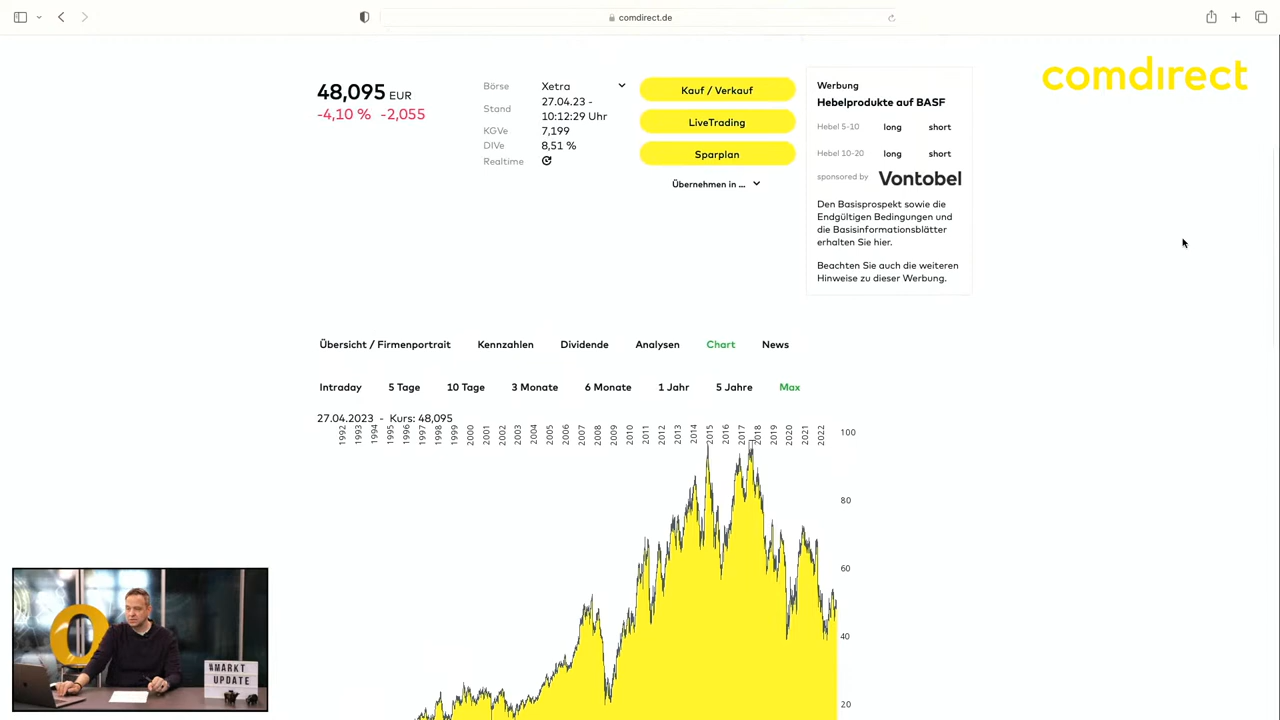 comdirect.de
comdirect
48,095 EUR
-4,10 % -2,055
Börse Xetra
Stand 27.04.23 -
10:12:29 Uhr
KGVe 7,199
DIVe 8,51 %
Realtime
Kauf / Verkauf
LiveTrading
Sparplan
Übernehmen in ...
Werbung
Hebelprodukte auf BASF
Hebel 5-10 long short
Hebel 10-20 long short
sponsored by Vontobel
Den Basisprospekt sowie die
Endgültigen Bedingungen und
die Basisinformationsblätter
erhalten Sie hier.
Beachten Sie auch die weiteren
Hinweise zu dieser Werbung.
Übersicht / Firmenportrait Kennzahlen Dividende Analysen Chart News
Intraday 5 Tage 10 Tage 3 Monate 6 Monate 1 Jahr 5 Jahre Max
27.04.2023 - Kurs: 48,095
1992 1993 1994 1995 1996 1997 1998 1999 2000 2001 2002 2003 2004 2005 2006 2007 2008 2009 2010 2011 2012 2013 2014 2015 2016 2017 2018 2019 2020 2021 2022
100
80
60
40
20
#MARKT
UPDATE